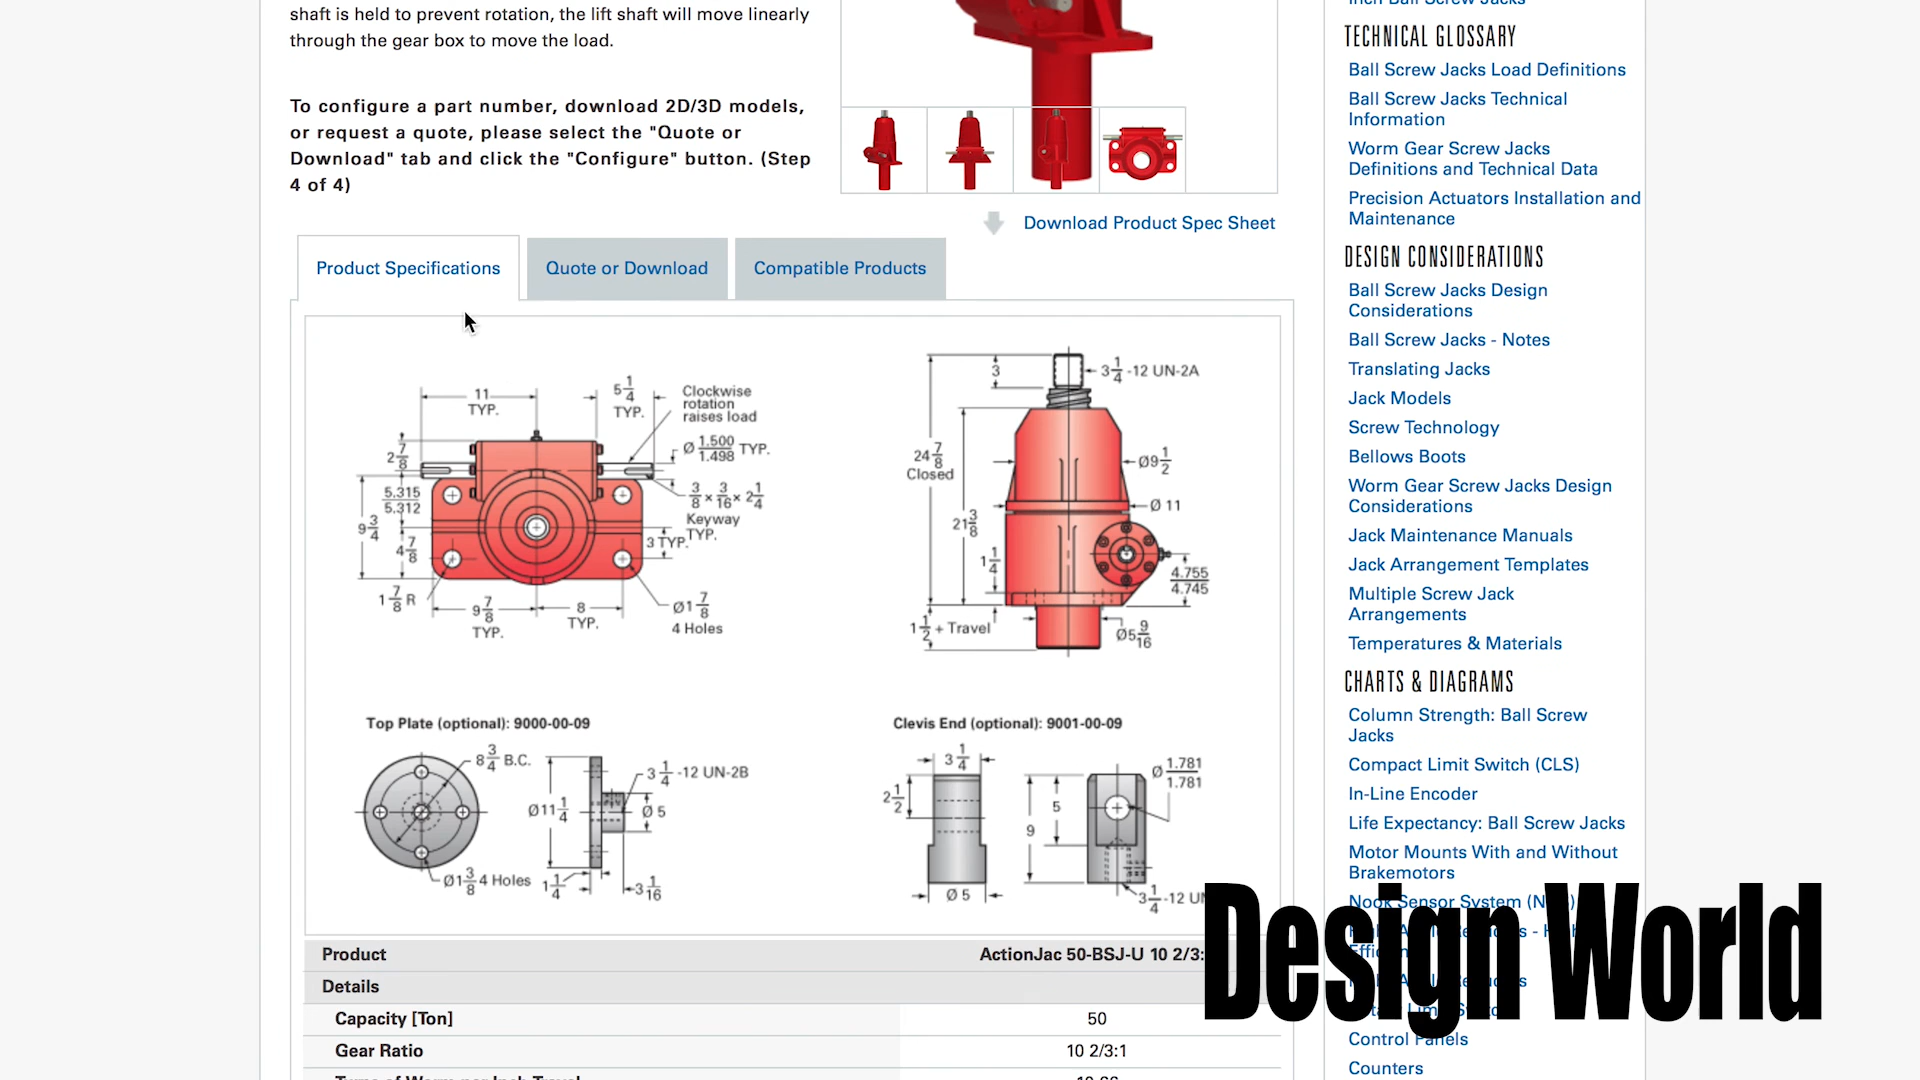 shaft is held to prevent rotation, the lift shaft will move linearly
through the gear box to move the load.
To configure a part number, download 2D/3D models,
or request a quote, please select the "Quote or
Download" tab and click the "Configure" button. (Step
4 of 4)
Download Product Spec Sheet
Product Specifications
Quote or Download
Compatible Products
11
TYP.
5 1/4
TYP.
Clockwise
rotation
raises load
Ø 1.500/1.498 TYP.
2 7/8
5.315/5.312
3/8 x 3/16 x 2 1/4
Keyway
TYP.
9 3/4
4 7/8
3 TYP.
1 7/8 R
9 7/8
TYP.
8
TYP.
Ø1 7/8
4 Holes
3
3 1/4 -12 UN-2A
24 7/8
Closed
Ø9 1/2
Ø 11
21 3/8
1 1/4
4.755/4.745
1 1/2 + Travel
Ø5 9/16
Top Plate (optional): 9000-00-09
8 3/4 B.C.
3 1/4 -12 UN-2B
Ø11 1/4
Ø 5
Ø1 3/8 4 Holes
1 1/4
3 1/16
Clevis End (optional): 9001-00-09
3 1/4
2 1/2
Ø 1.781/1.781
5
9
Ø 5
3 1/4 -12
Product
ActionJac 50-BSJ-U 10 2/3:
Details
Capacity [Ton]
50
Gear Ratio
10 2/3:1
TECHNICAL GLOSSARY
Ball Screw Jacks Load Definitions
Ball Screw Jacks Technical
Information
Worm Gear Screw Jacks
Definitions and Technical Data
Precision Actuators Installation and
Maintenance
DESIGN CONSIDERATIONS
Ball Screw Jacks Design
Considerations
Ball Screw Jacks - Notes
Translating Jacks
Jack Models
Screw Technology
Bellows Boots
Worm Gear Screw Jacks Design
Considerations
Jack Maintenance Manuals
Jack Arrangement Templates
Multiple Screw Jack
Arrangements
Temperatures & Materials
CHARTS & DIAGRAMS
Column Strength: Ball Screw
Jacks
Compact Limit Switch (CLS)
In-Line Encoder
Life Expectancy: Ball Screw Jacks
Motor Mounts With and Without
Brakemotors
Nook Sensor System
Control Panels
Counters
Design World